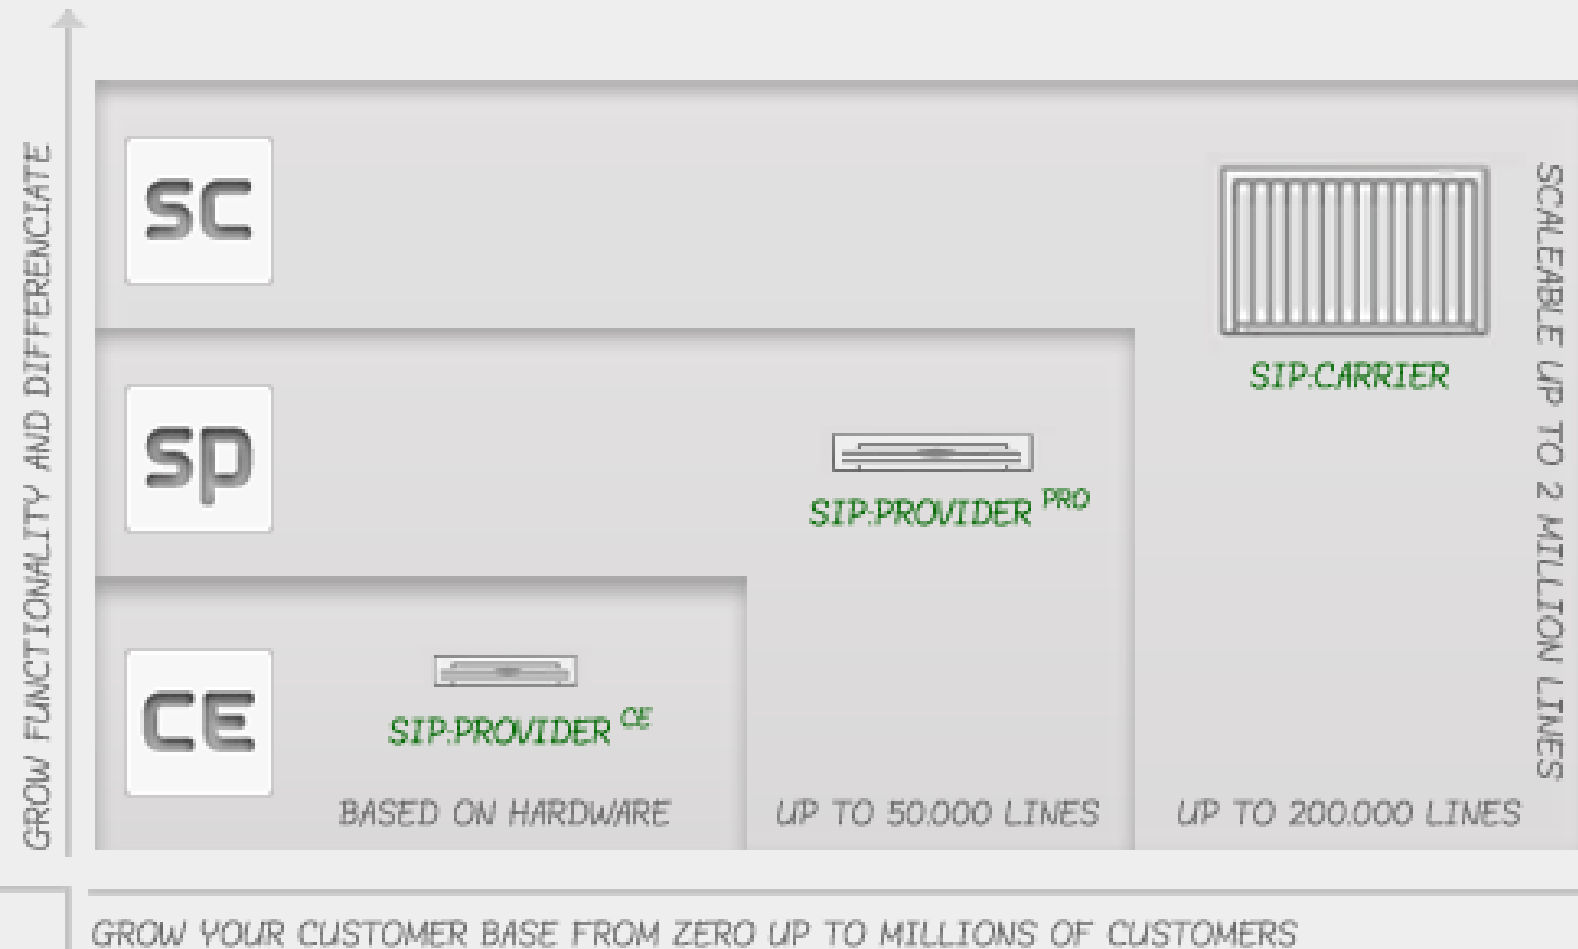 GROW FUNCTIONALITY AND DIFFERENCIATE
SC
SIP:CARRIER
SCALEABLE UP TO 2 MILLION LINES
SP
SIP:PROVIDER PRO
CE
SIP:PROVIDER CE
BASED ON HARDWARE
UP TO 50.000 LINES
UP TO 200.000 LINES
GROW YOUR CUSTOMER BASE FROM ZERO UP TO MILLIONS OF CUSTOMERS